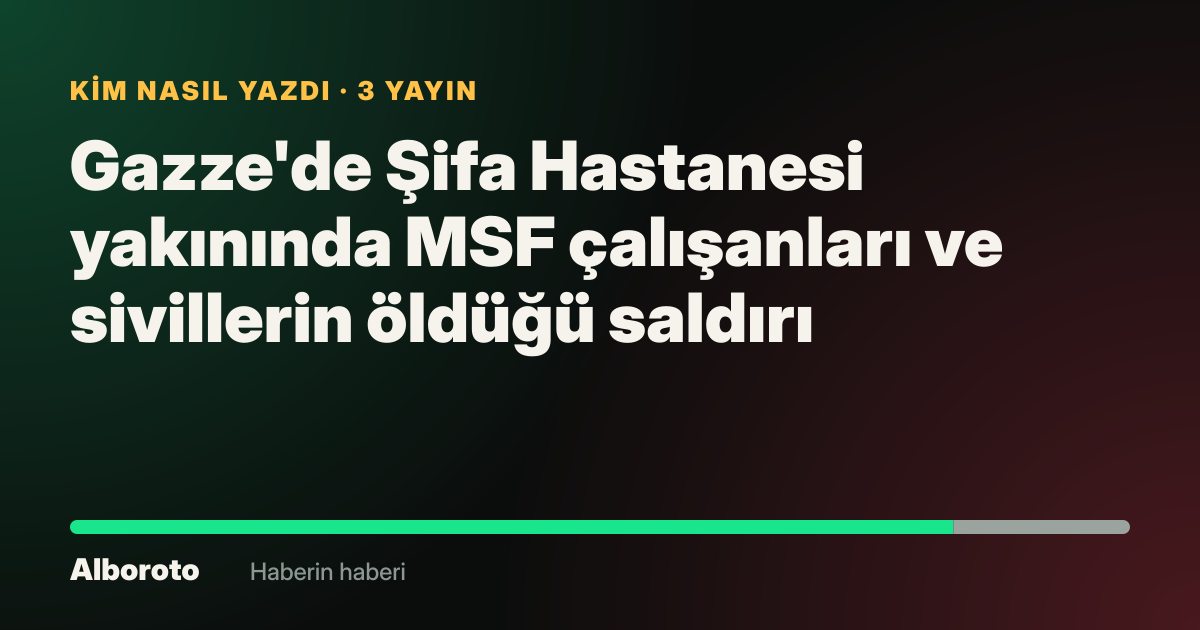 KİM NASIL YAZDI · 3 YAYIN
Gazze'de Şifa Hastanesi
yakınında MSF çalışanları ve
sivillerin öldüğü saldırı
Alboroto
Haberin haberi